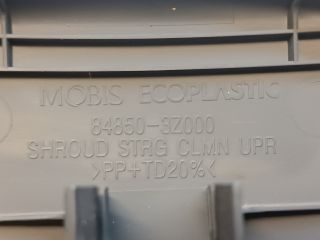 MOBIS ECOPLASTIC
84850-3Z000
SHROUD STRG CLMN UPR
>PP+TD20%<